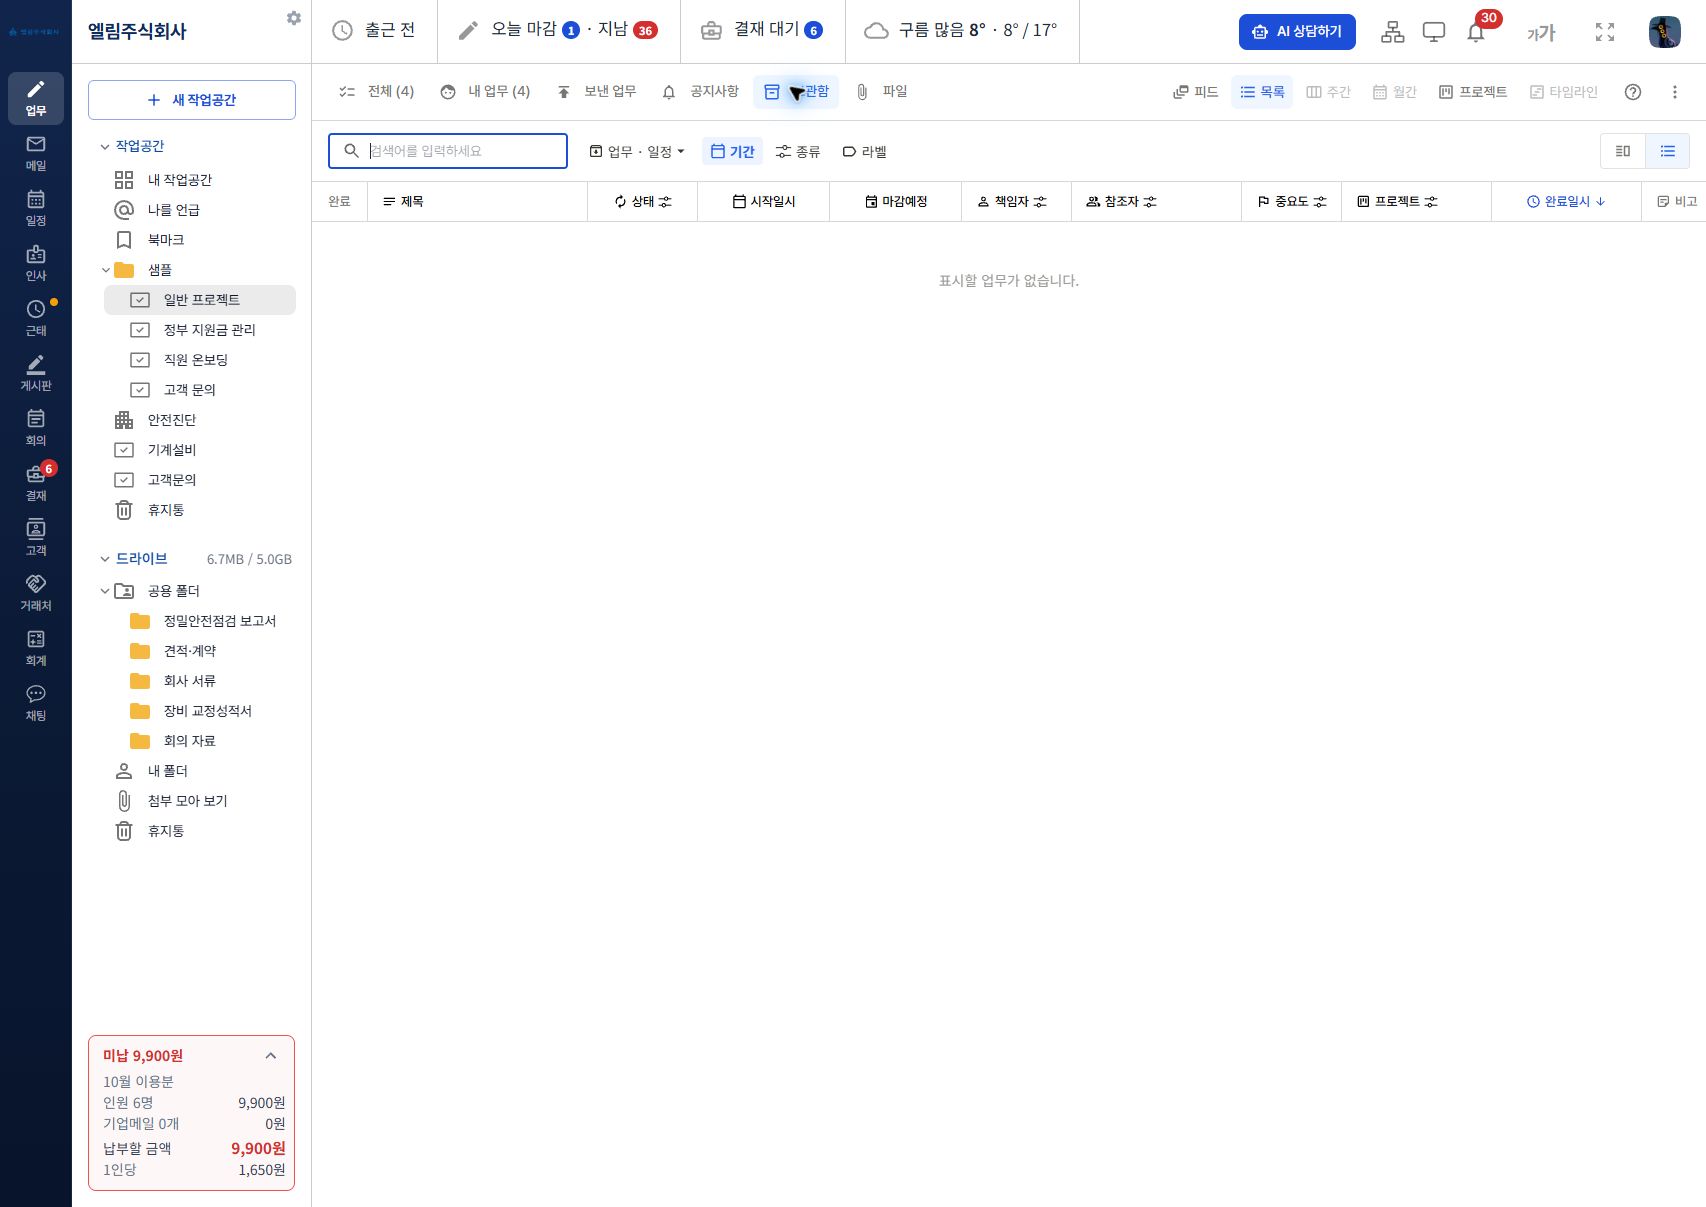 엘림주식회사
엘림주식회사
출근 전
오늘 마감 1 · 지남 36
결재 대기 6
구름 많음 8° · 8° / 17°
AI 상담하기
30
가가
업무
메일
일정
인사
근태
게시판
회의
6
결재
고객
거래처
회계
채팅
+ 새 작업공간
작업공간
내 작업공간
나를 언급
북마크
샘플
일반 프로젝트
정부 지원금 관리
직원 온보딩
고객 문의
안전진단
기계설비
고객문의
휴지통
드라이브 6.7MB / 5.0GB
공용 폴더
정밀안전점검 보고서
견적·계약
회사 서류
장비 교정성적서
회의 자료
내 폴더
첨부 모아 보기
휴지통
미납 9,900원
10월 이용분
인원 6명 9,900원
기업메일 0개 0원
납부할 금액 9,900원
1인당 1,650원
전체 (4)
내 업무 (4)
보낸 업무
공지사항
관함
파일
피드
목록
주간
월간
프로젝트
타임라인
검색어를 입력하세요
업무 · 일정
기간
종류
라벨
완료
제목
상태
시작일시
마감예정
책임자
참조자
중요도
프로젝트
완료일시 ↓
비고
표시할 업무가 없습니다.